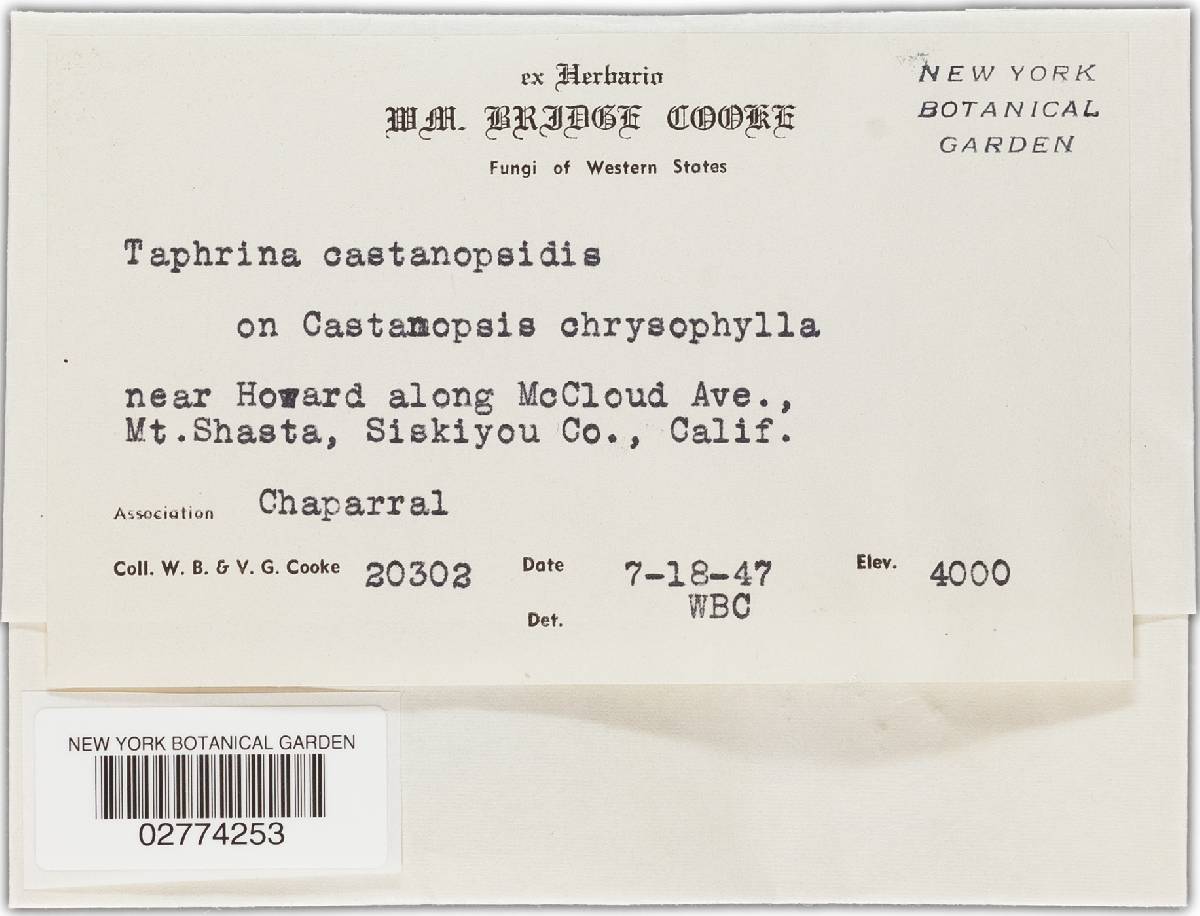 ex Herbario
WM. BRIDGE COOKE
Fungi of Western States
NEW YORK
BOTANICAL
GARDEN
Taphrina castanopsidis
on Castanopsis chrysophylla
near Howard along McCloud Ave.,
Mt.Shasta, Siskiyou Co., Calif.
Association Chaparral
Coll. W. B. & V. G. Cooke 20302 Date 7-18-47 Elev. 4000
Det. WBC
NEW YORK BOTANICAL GARDEN
02774253